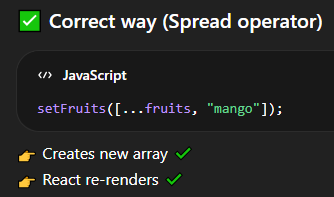 ✅ Correct way (Spread operator)
</> JavaScript
setFruits([...fruits, "mango"]);
👉 Creates new array ✔
👉 React re-renders ✔